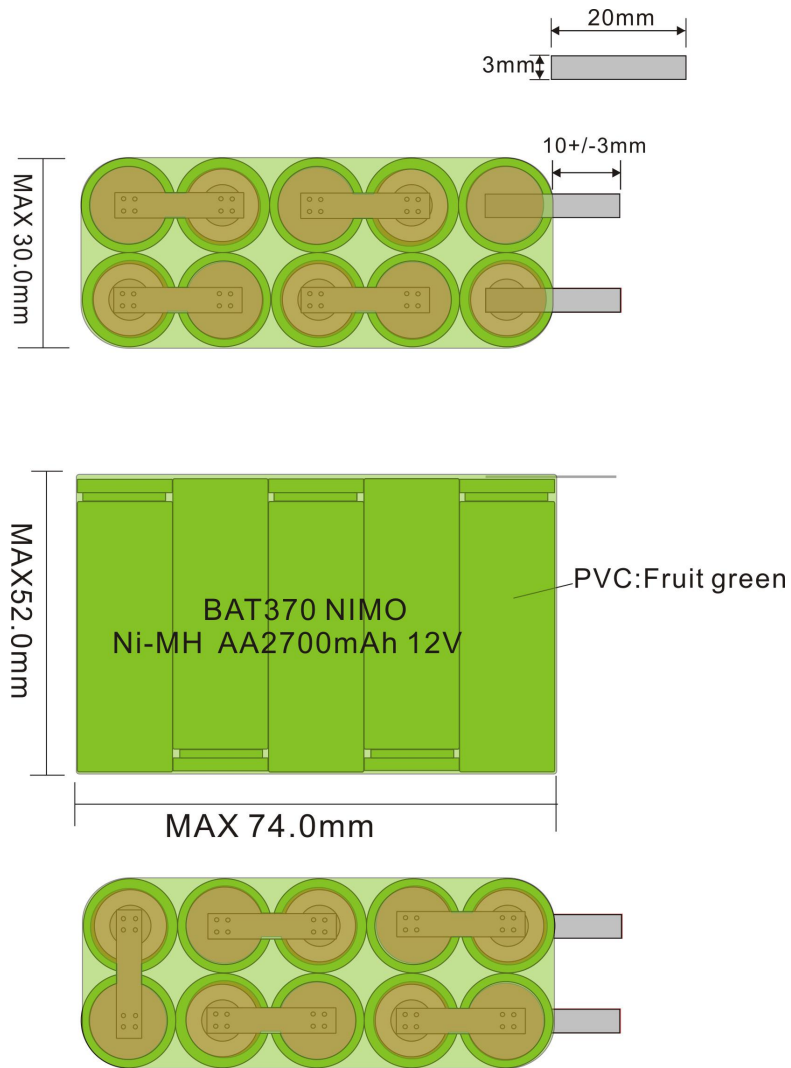 20mm
3mm
10+/-3mm
MAX 30.0mm
MAX52.0mm
PVC:Fruit green
BAT370 NIMO
Ni-MH AA2700mAh 12V
MAX 74.0mm